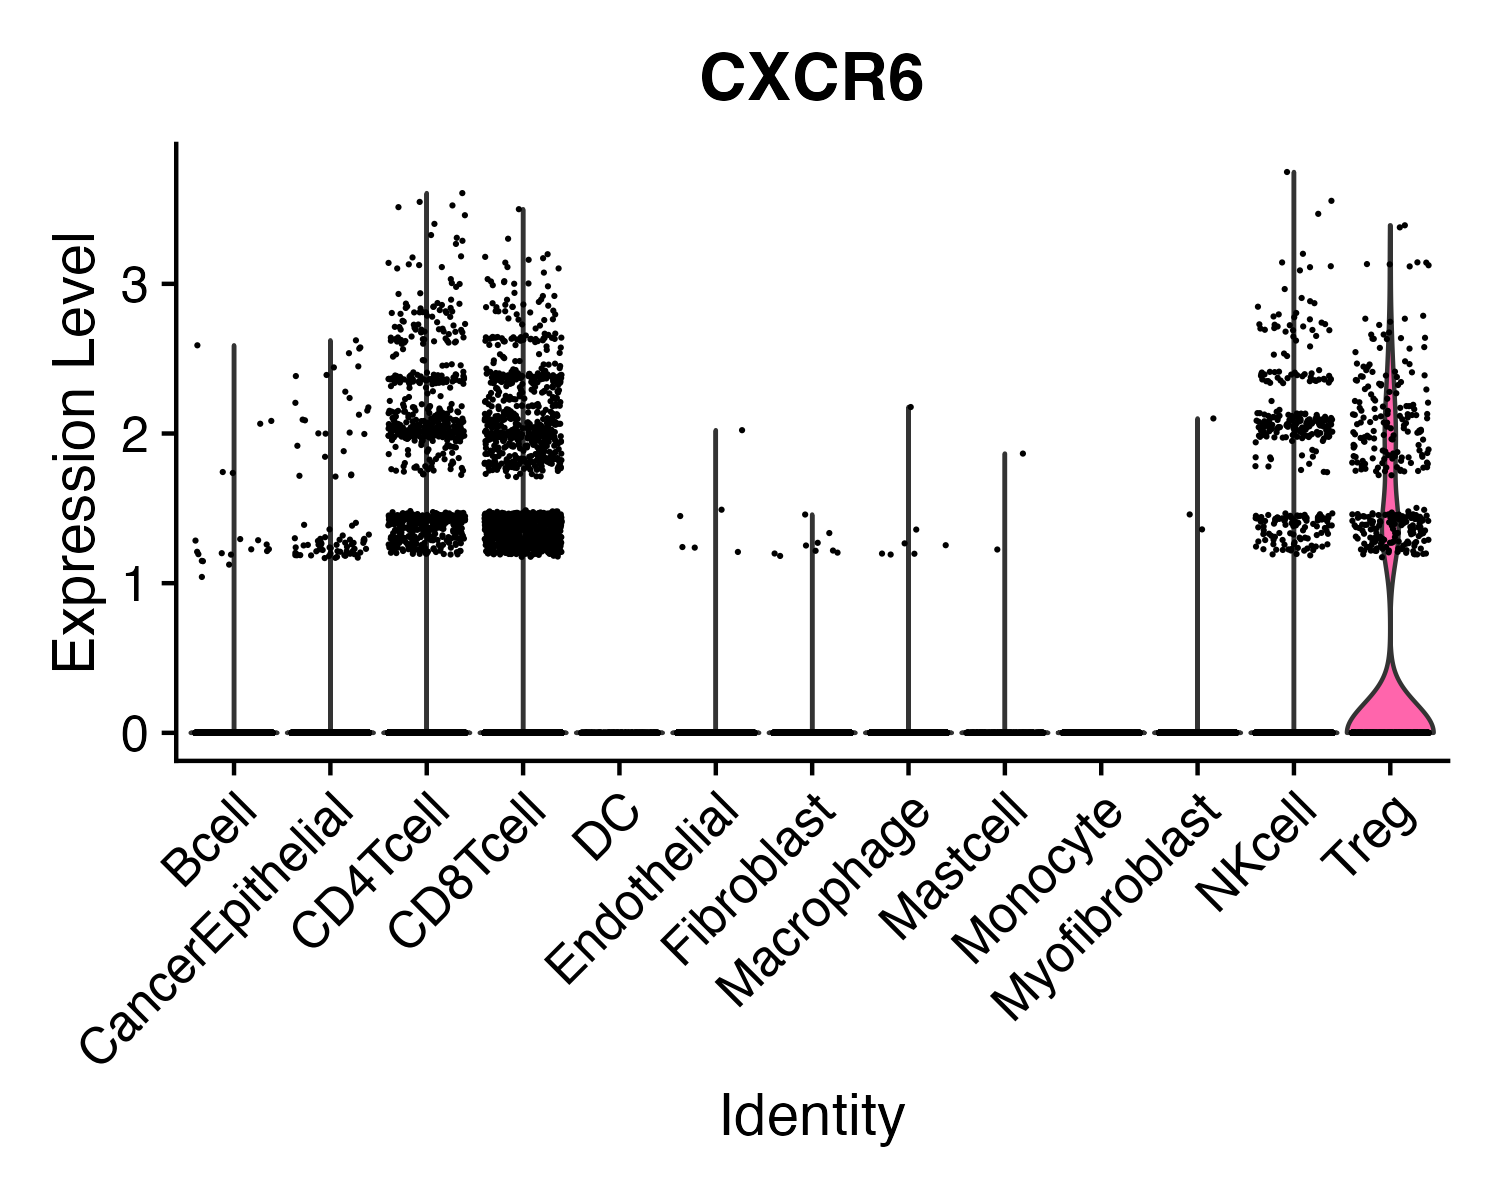 CXCR6
Expression Level
3
2
1
0
Bcell
CancerEpithelial
CD4Tcell
CD8Tcell
DC
Endothelial
Fibroblast
Macrophage
Mastcell
Monocyte
Myofibroblast
NKcell
Treg
Identity